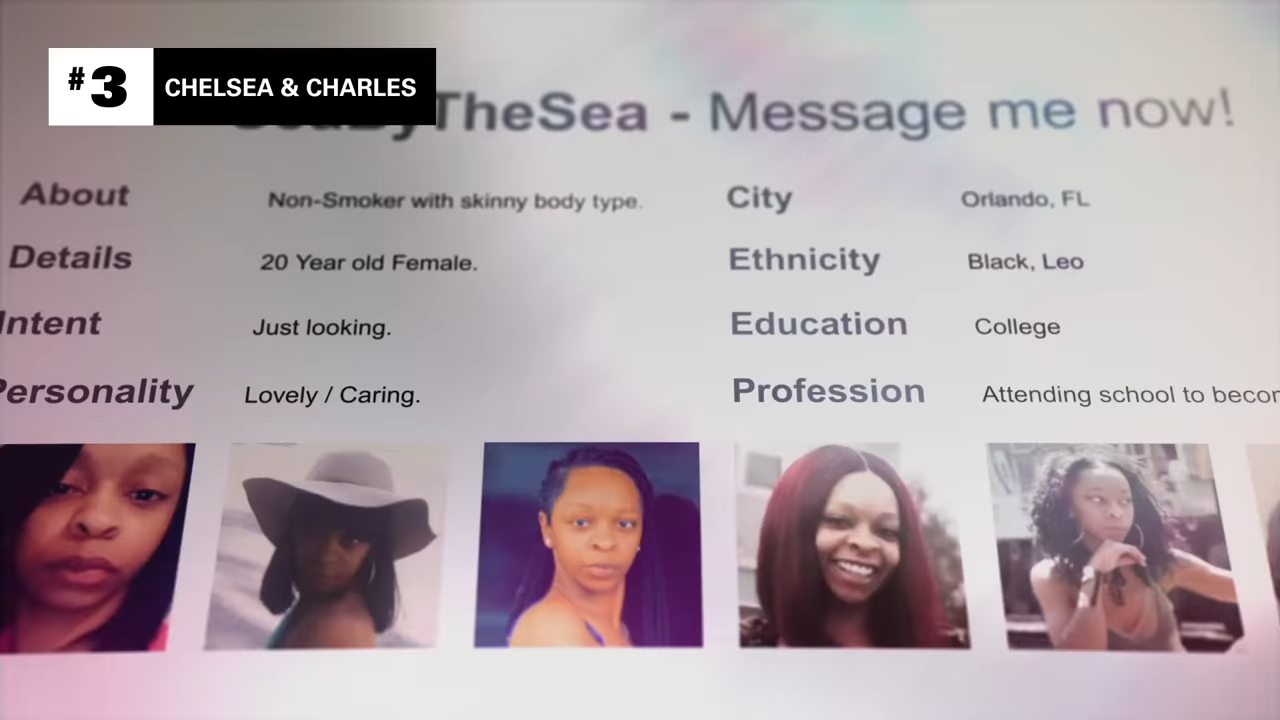 #3 CHELSEA & CHARLES
TheSea - Message me now!
About Non-Smoker with skinny body type. City Orlando, FL
Details 20 Year old Female. Ethnicity Black, Leo
Intent Just looking. Education College
Personality Lovely / Caring. Profession Attending school to becom